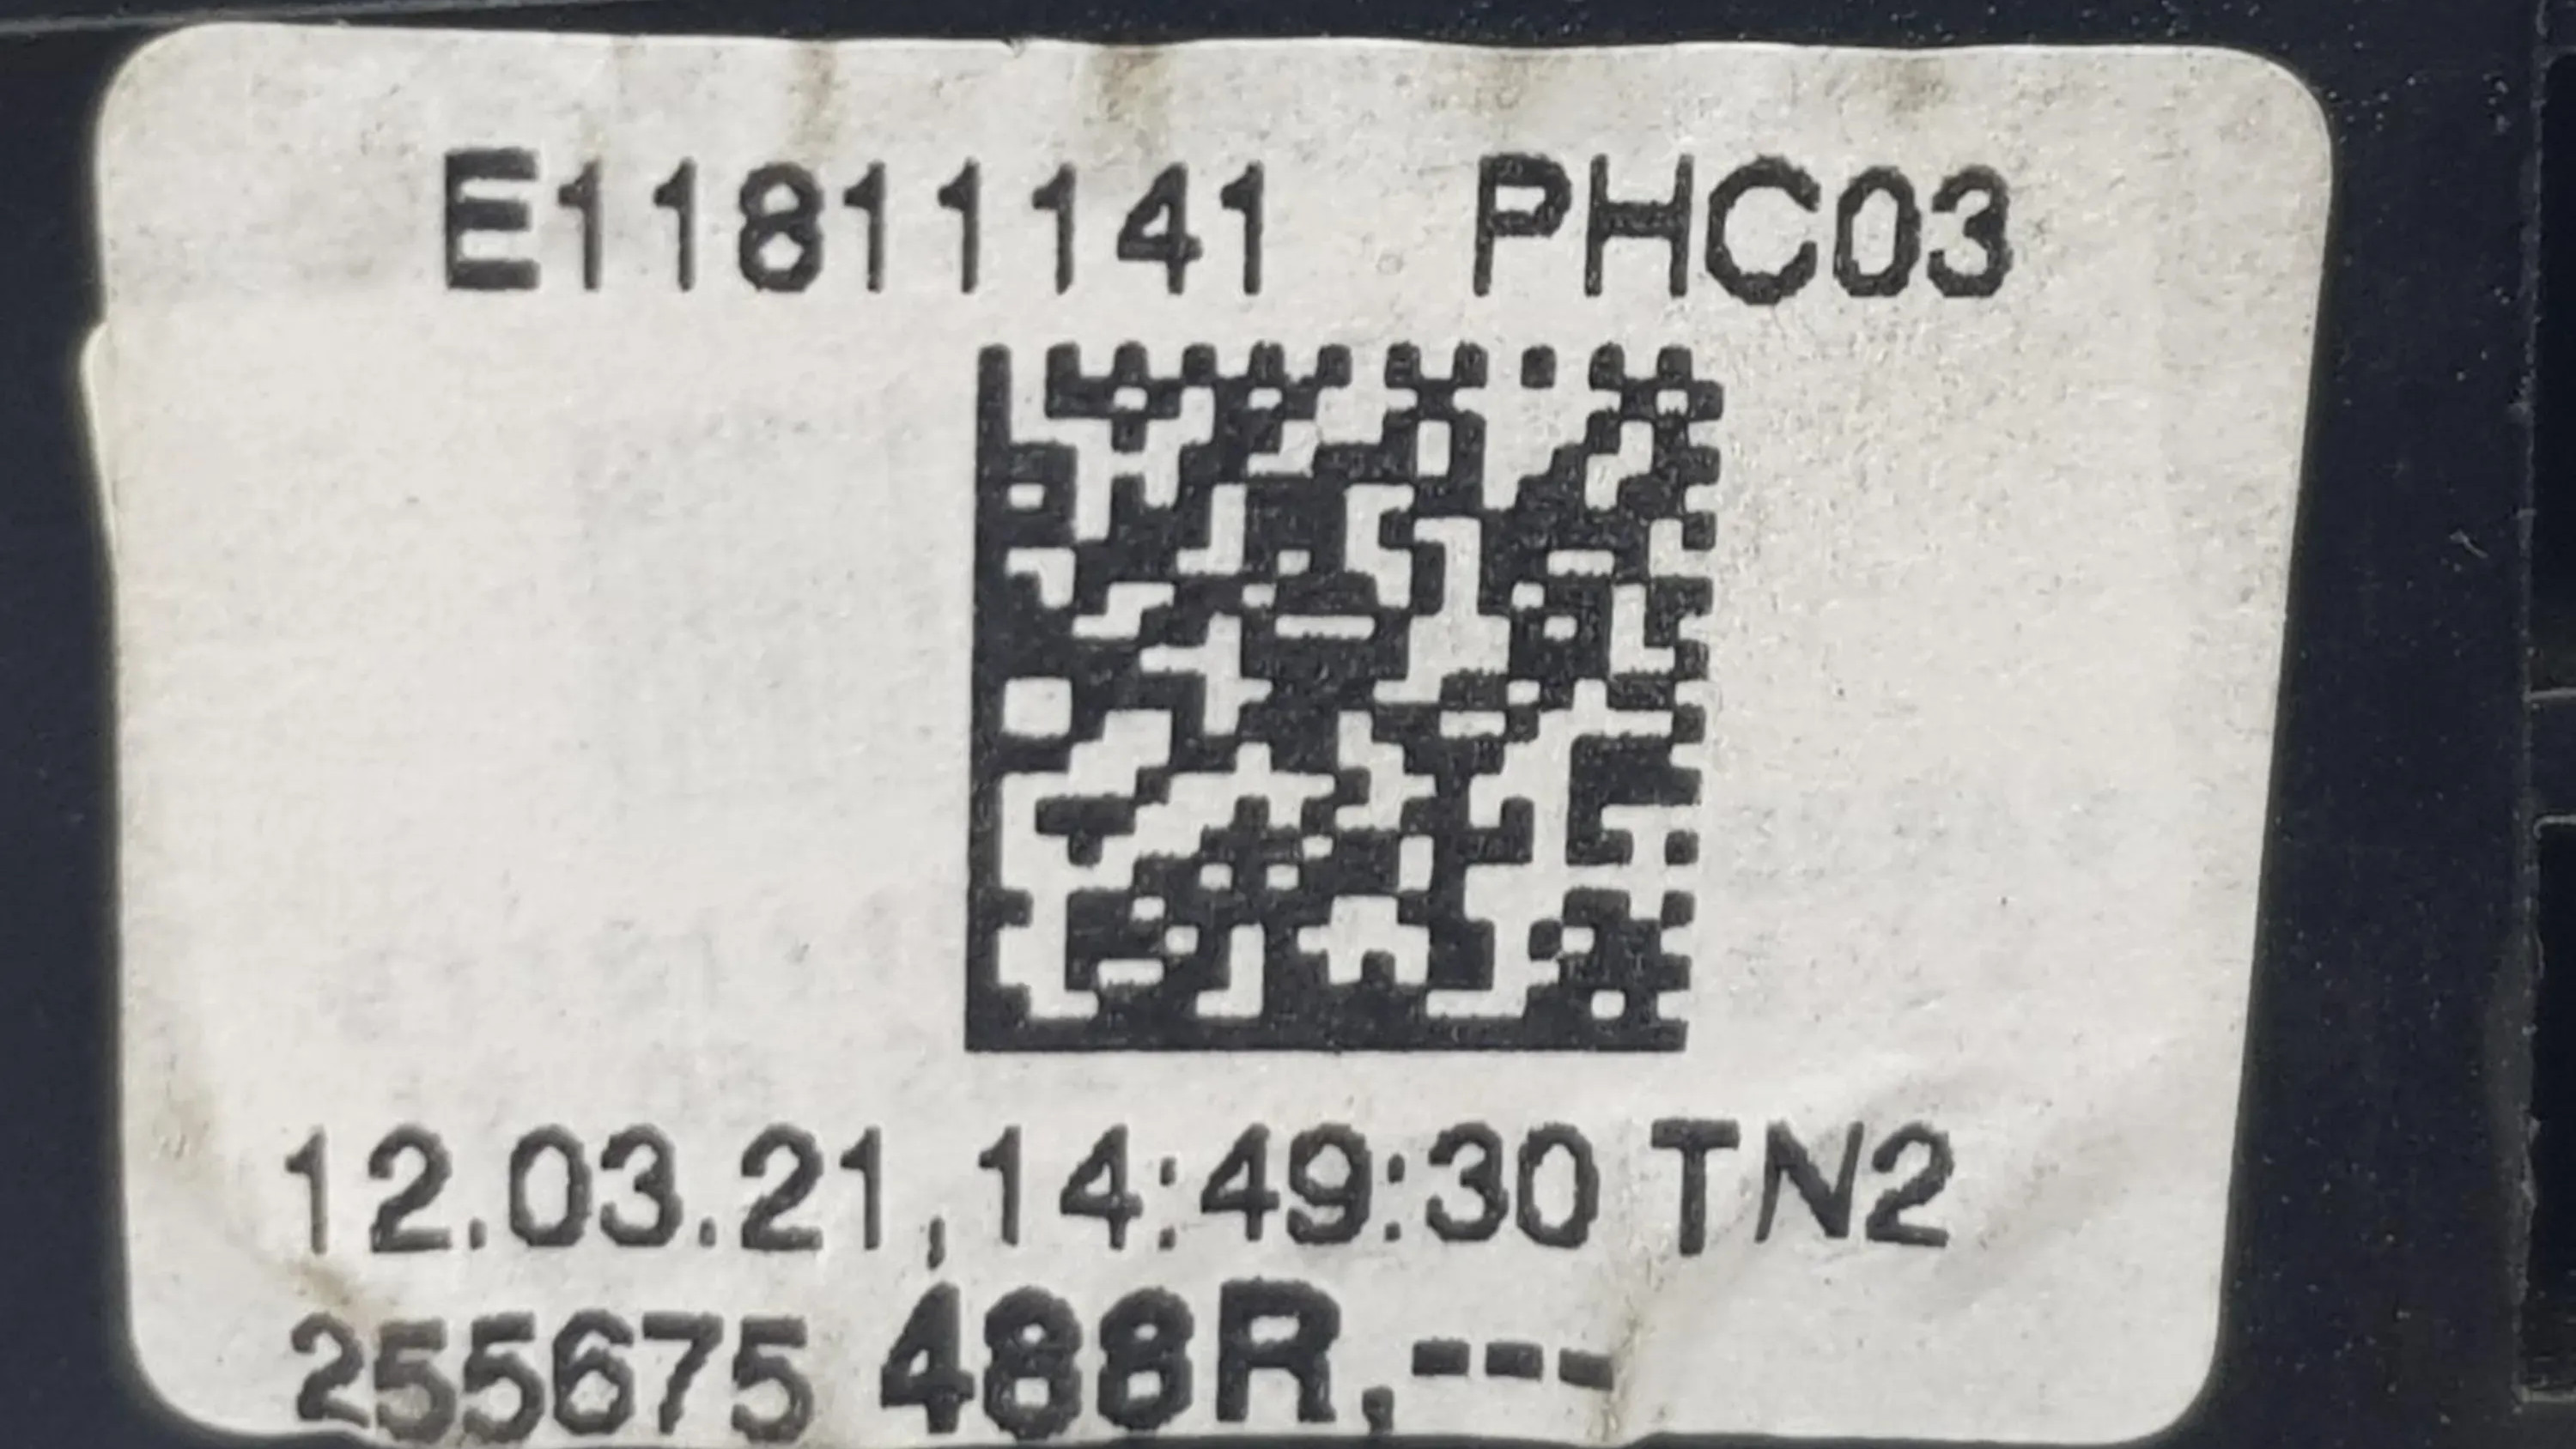 E11811141 PHC03
12.03.21,14:49:30 TN2
255675 488R,---